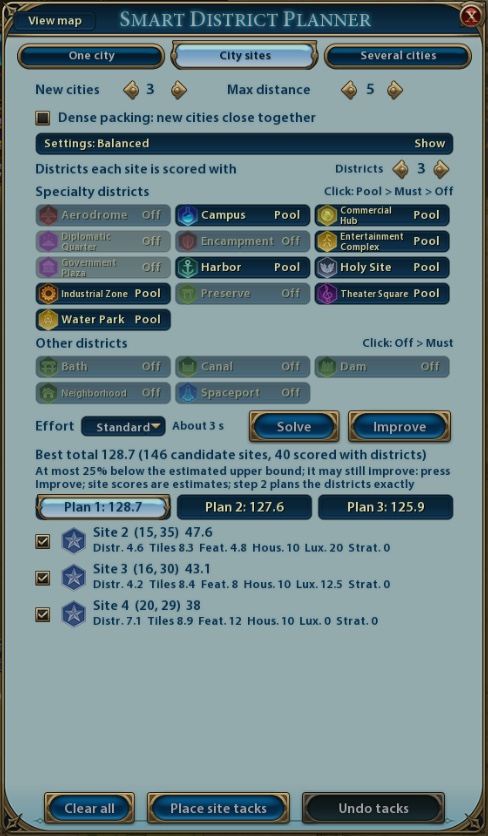 View map
SMART DISTRICT PLANNER
X
One city
City sites
Several cities
New cities 3 Max distance 5
Dense packing: new cities close together
Settings: Balanced Show
Districts each site is scored with Districts 3
Specialty districts Click: Pool > Must > Off
Aerodrome Off Campus Pool Commercial Hub Pool
Diplomatic Quarter Off Encampment Off Entertainment Complex Pool
Government Plaza Off Harbor Pool Holy Site Pool
Industrial Zone Pool Preserve Off Theater Square Pool
Water Park Pool
Other districts Click: Off > Must
Bath Off Canal Off Dam Off
Neighborhood Off Spaceport Off
Effort Standard About 3 s Solve Improve
Best total 128.7 (146 candidate sites, 40 scored with districts)
At most 25% below the estimated upper bound; it may still improve: press
Improve; site scores are estimates; step 2 plans the districts exactly
Plan 1: 128.7 Plan 2: 127.6 Plan 3: 125.9
Site 2 (15, 35) 47.6
Distr. 4.6 Tiles 8.3 Feat. 4.8 Hous. 10 Lux. 20 Strat. 0
Site 3 (16, 30) 43.1
Distr. 4.2 Tiles 8.4 Feat. 8 Hous. 10 Lux. 12.5 Strat. 0
Site 4 (20, 29) 38
Distr. 7.1 Tiles 8.9 Feat. 12 Hous. 10 Lux. 0 Strat. 0
Clear all Place site tacks Undo tacks